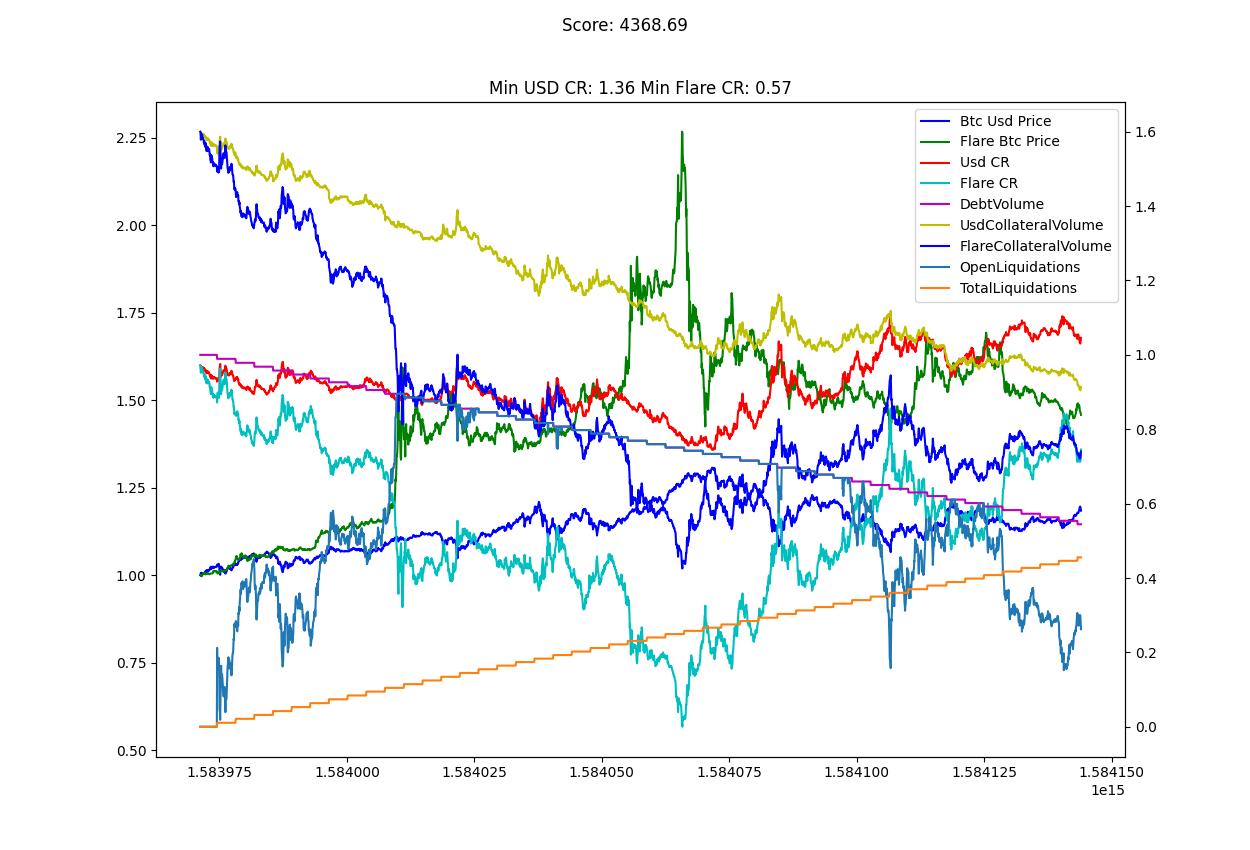 Score: 4368.69
Min USD CR: 1.36 Min Flare CR: 0.57
Btc Usd Price
Flare Btc Price
Usd CR
Flare CR
DebtVolume
UsdCollateralVolume
FlareCollateralVolume
OpenLiquidations
TotalLiquidations
2.25
2.00
1.75
1.50
1.25
1.00
0.75
0.50
1.6
1.4
1.2
1.0
0.8
0.6
0.4
0.2
0.0
1.583975 1.584000 1.584025 1.584050 1.584075 1.584100 1.584125 1.584150
1e15